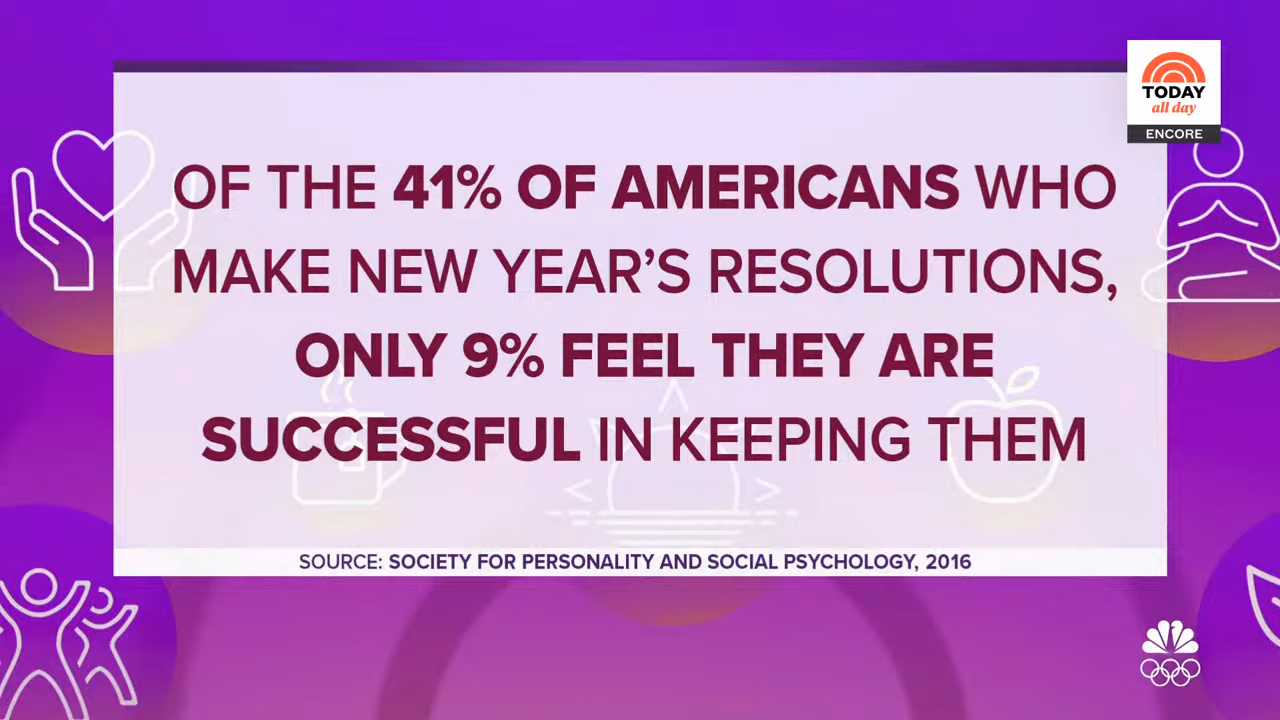 TODAY
all day
ENCORE
OF THE 41% OF AMERICANS WHO
MAKE NEW YEAR’S RESOLUTIONS,
ONLY 9% FEEL THEY ARE
SUCCESSFUL IN KEEPING THEM
SOURCE: SOCIETY FOR PERSONALITY AND SOCIAL PSYCHOLOGY, 2016